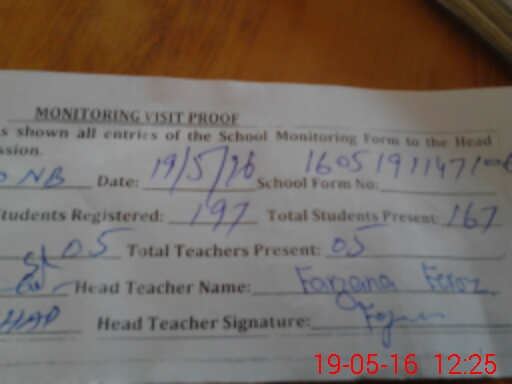 MONITORING VISIT PROOF
s shown all entries of the School Monitoring Form to the Head
ssion.
NB Date: 19/5/16 School Form No:
tudents Registered: 197 Total Students Present: 167
05 Total Teachers Present: 05
Head Teacher Name: Farzana Feroz
Head Teacher Signature:
19-05-16 12:25